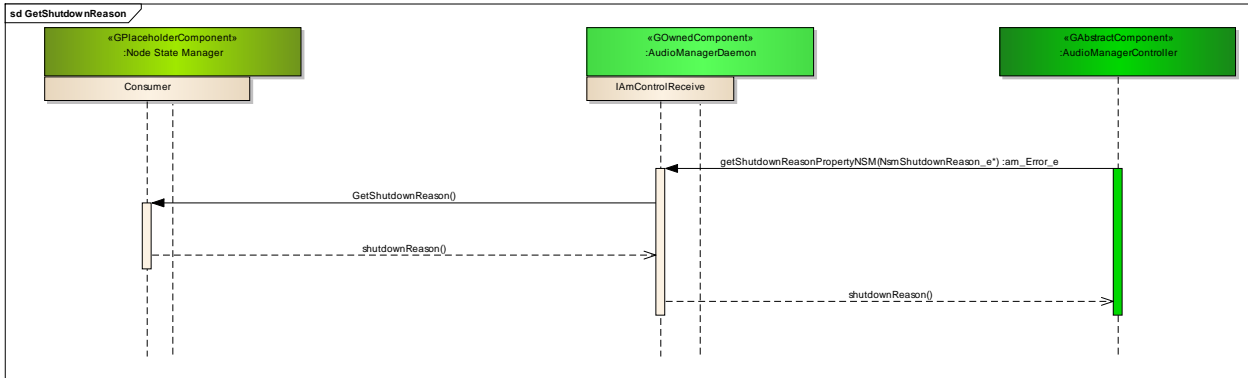 sd GetShutdownReason
«GPlaceholderComponent»
:Node State Manager
«GOwnedComponent»
:AudioManagerDaemon
«GAbstractComponent»
:AudioManagerController
Consumer
IAmControlReceive
getShutdownReasonPropertyNSM(NsmShutdownReason_e*) :am_Error_e
GetShutdownReason()
shutdownReason()
shutdownReason()